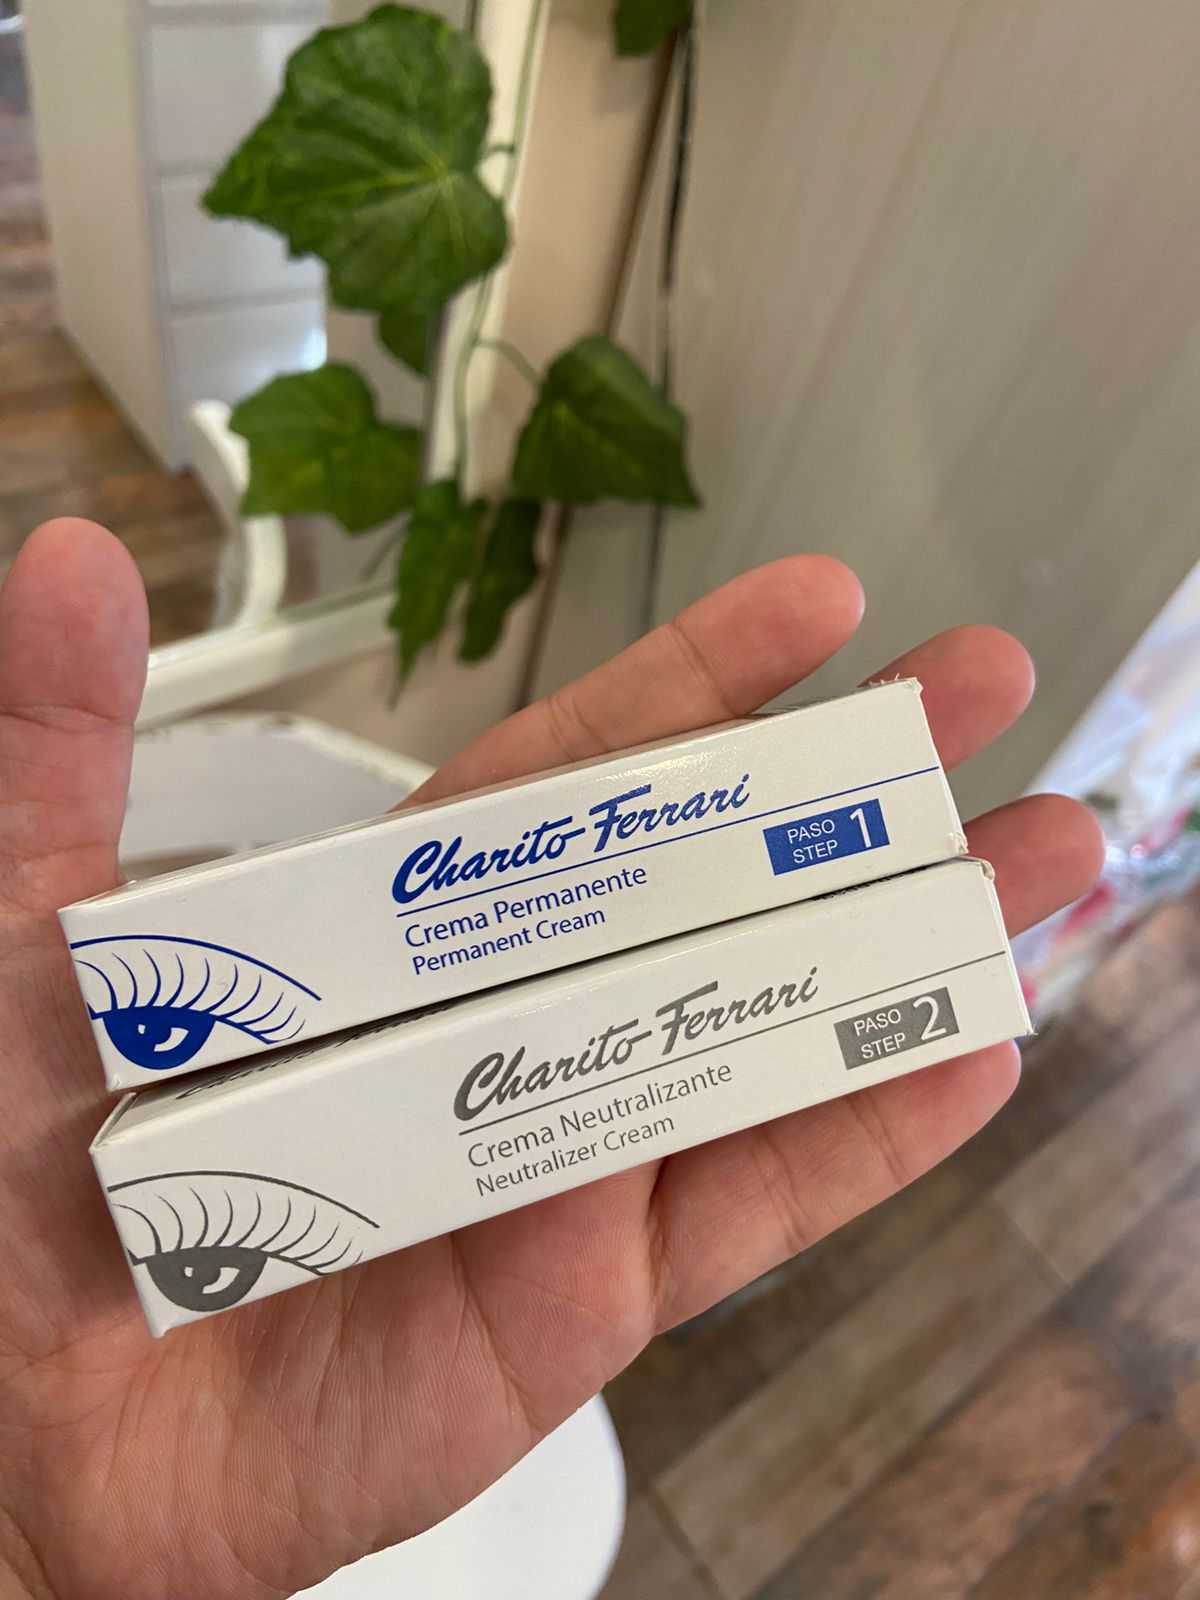 Charito Ferrari
Crema Permanente
Permanent Cream
PASO
STEP 1
Charito Ferrari
Crema Neutralizante
Neutralizer Cream
PASO
STEP 2